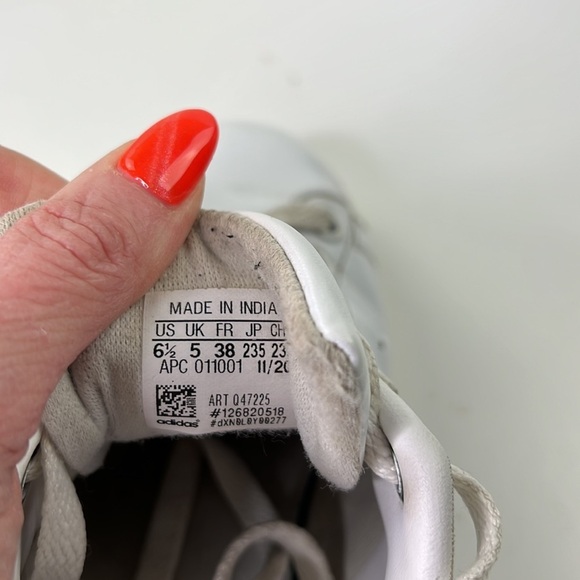 MADE IN INDIA
US UK FR JP CH
6½ 5 38 235 23
APC 011001 11/20
ART Q47225
#126820518
adidas